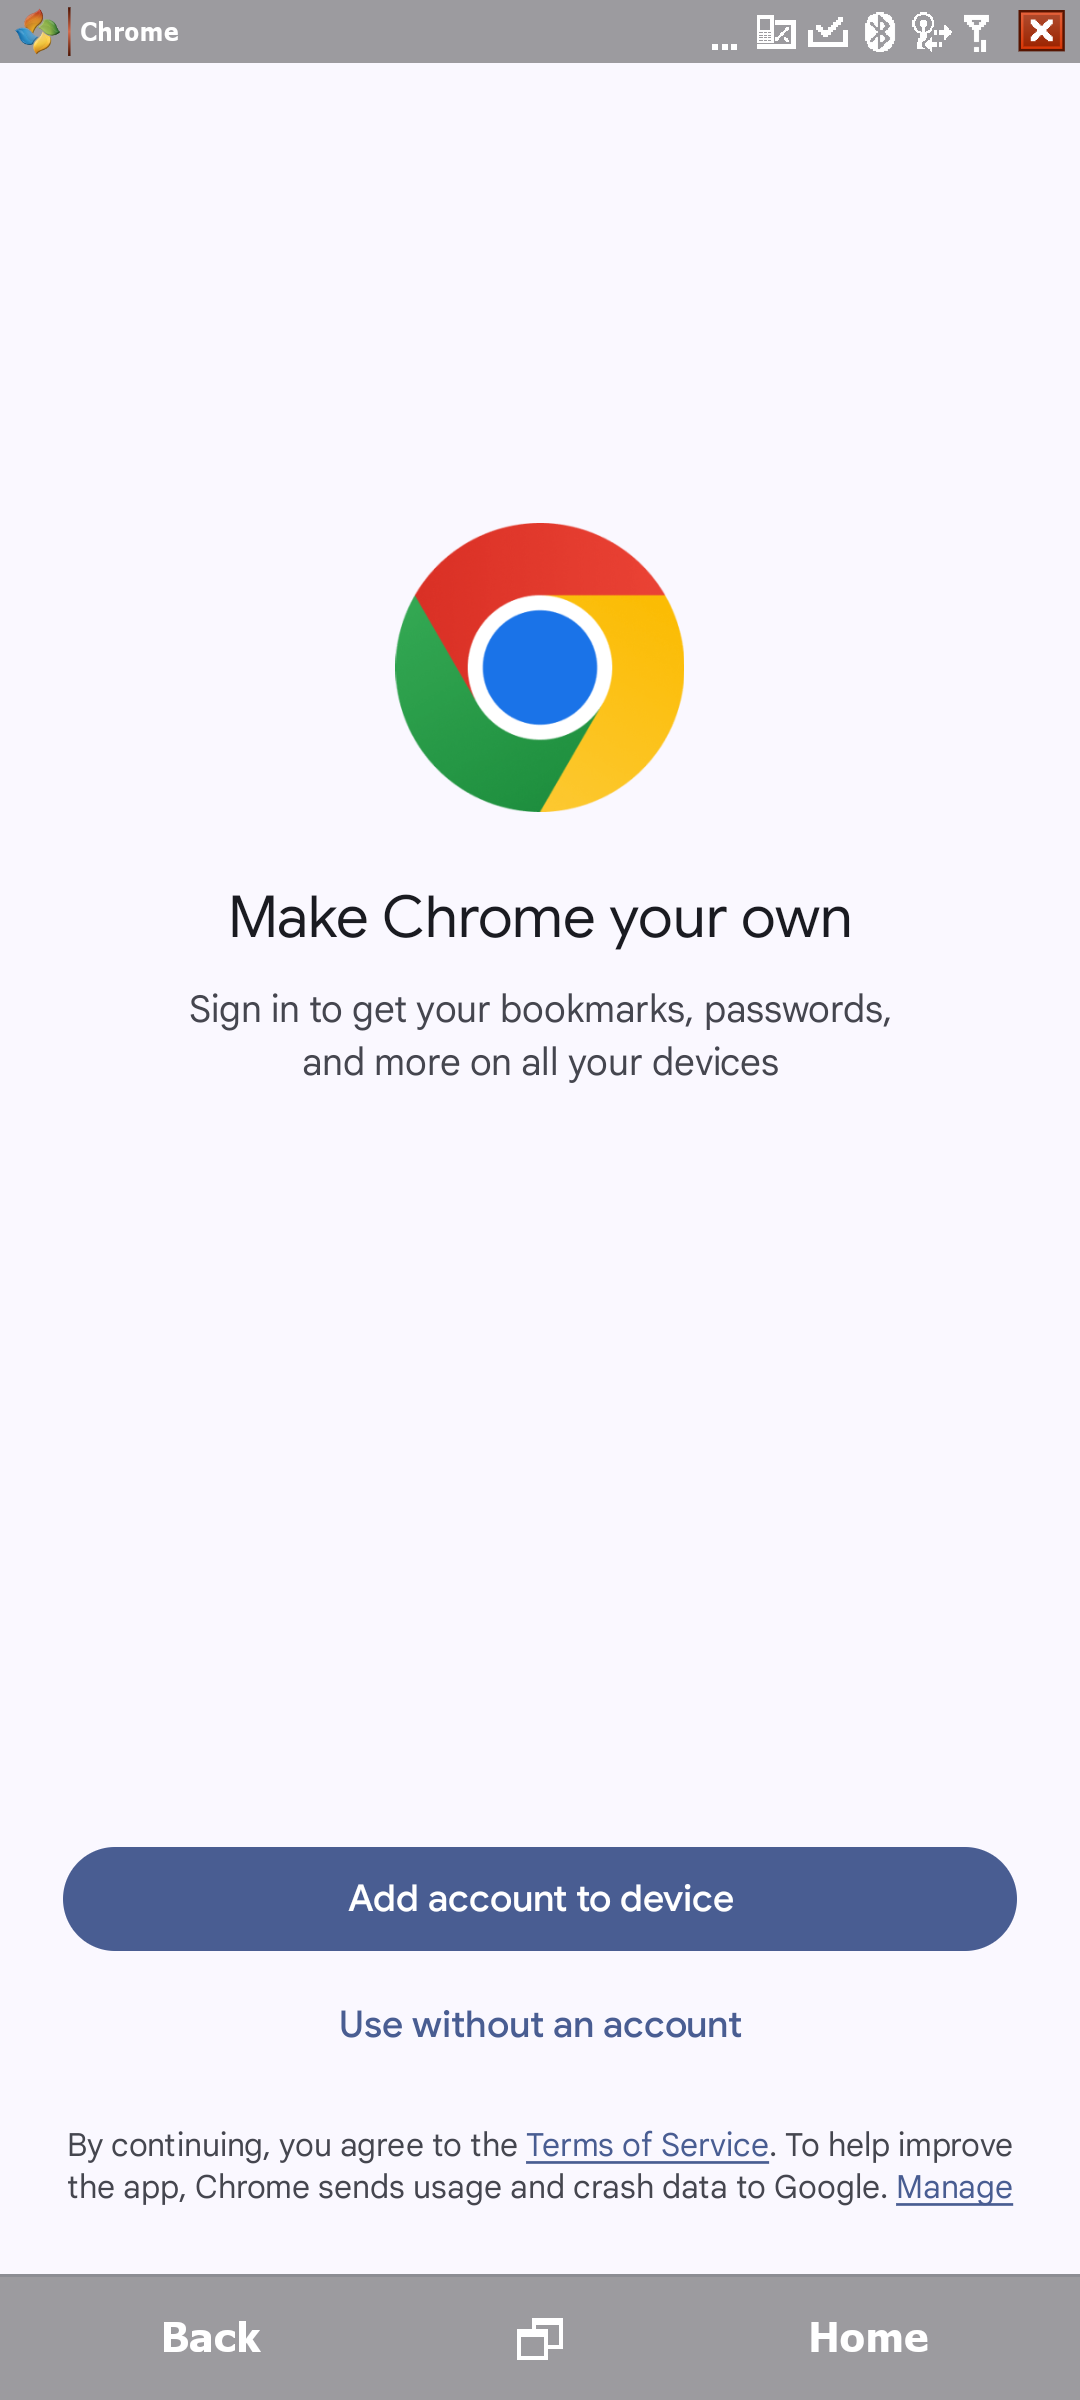 Chrome
Make Chrome your own
Sign in to get your bookmarks, passwords,
and more on all your devices
Add account to device
Use without an account
By continuing, you agree to the Terms of Service. To help improve
the app, Chrome sends usage and crash data to Google. Manage
Back
Home